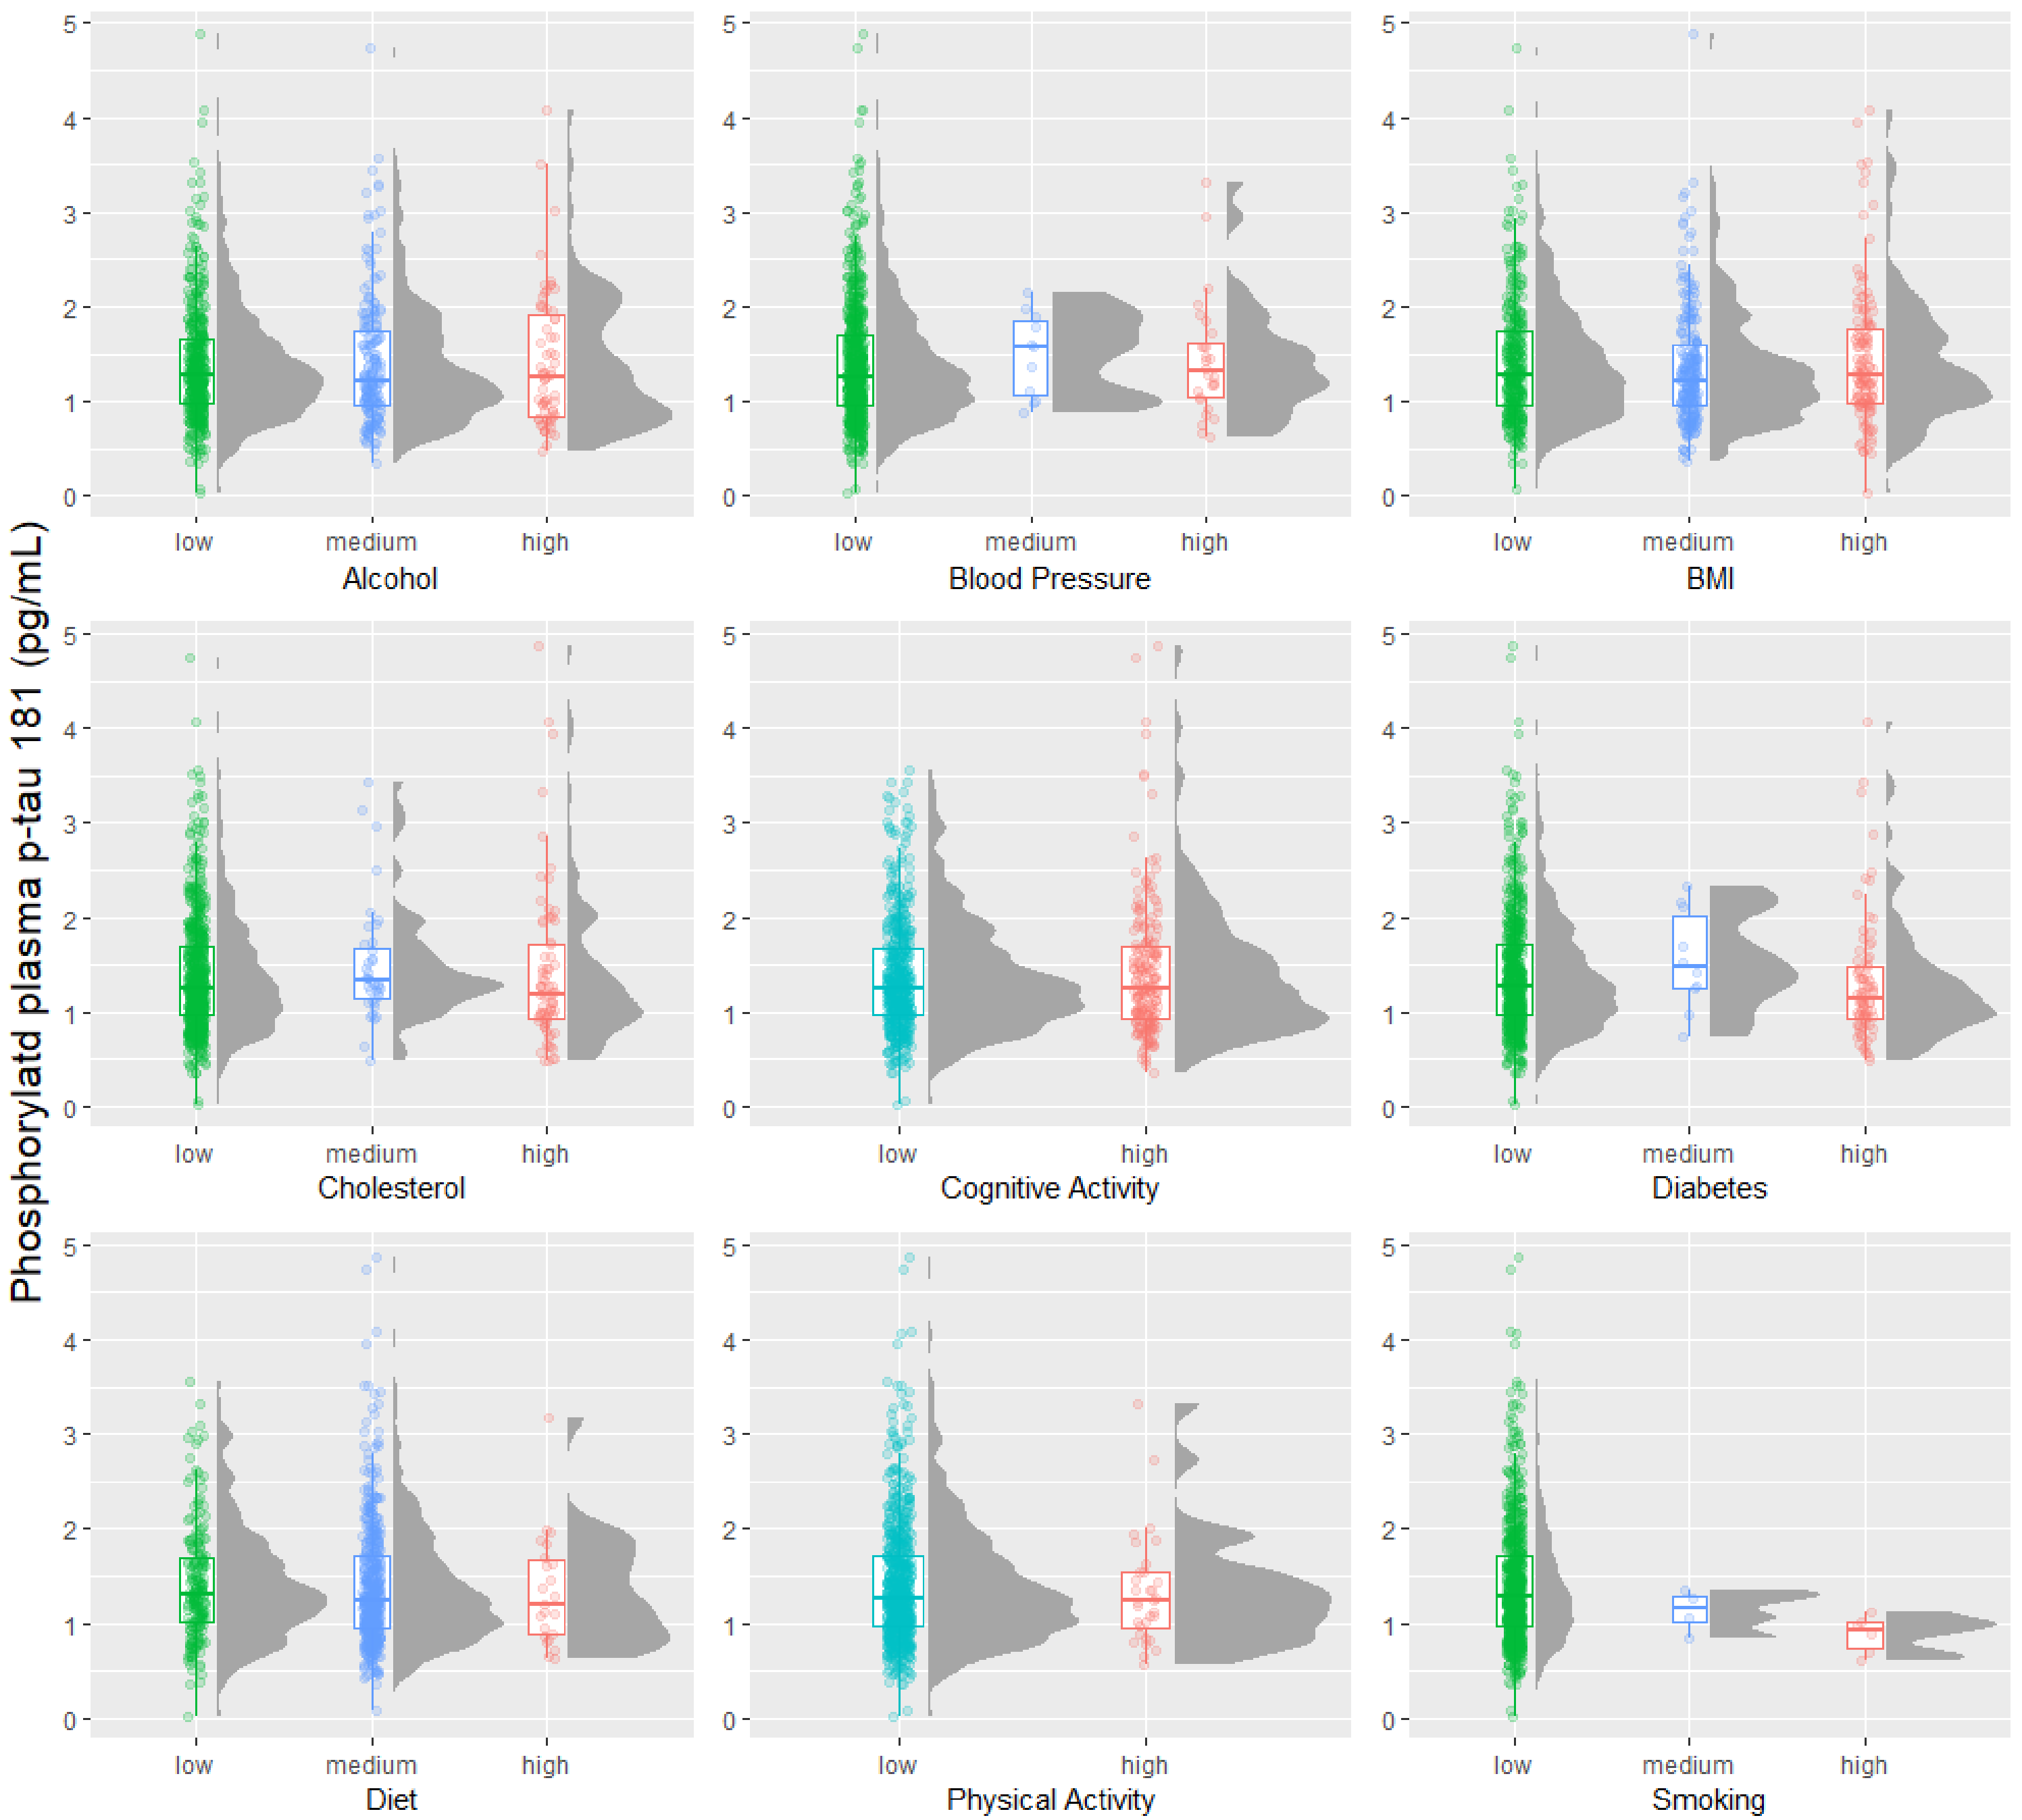 Phosphorylatd plasma p-tau 181 (pg/mL)
5
4
3
2
1
0
low medium high
Alcohol
5
4
3
2
1
0
low medium high
Blood Pressure
5
4
3
2
1
0
low medium high
BMI
5
4
3
2
1
0
low medium high
Cholesterol
5
4
3
2
1
0
low high
Cognitive Activity
5
4
3
2
1
0
low medium high
Diabetes
5
4
3
2
1
0
low medium high
Diet
5
4
3
2
1
0
low high
Physical Activity
5
4
3
2
1
0
low medium high
Smoking